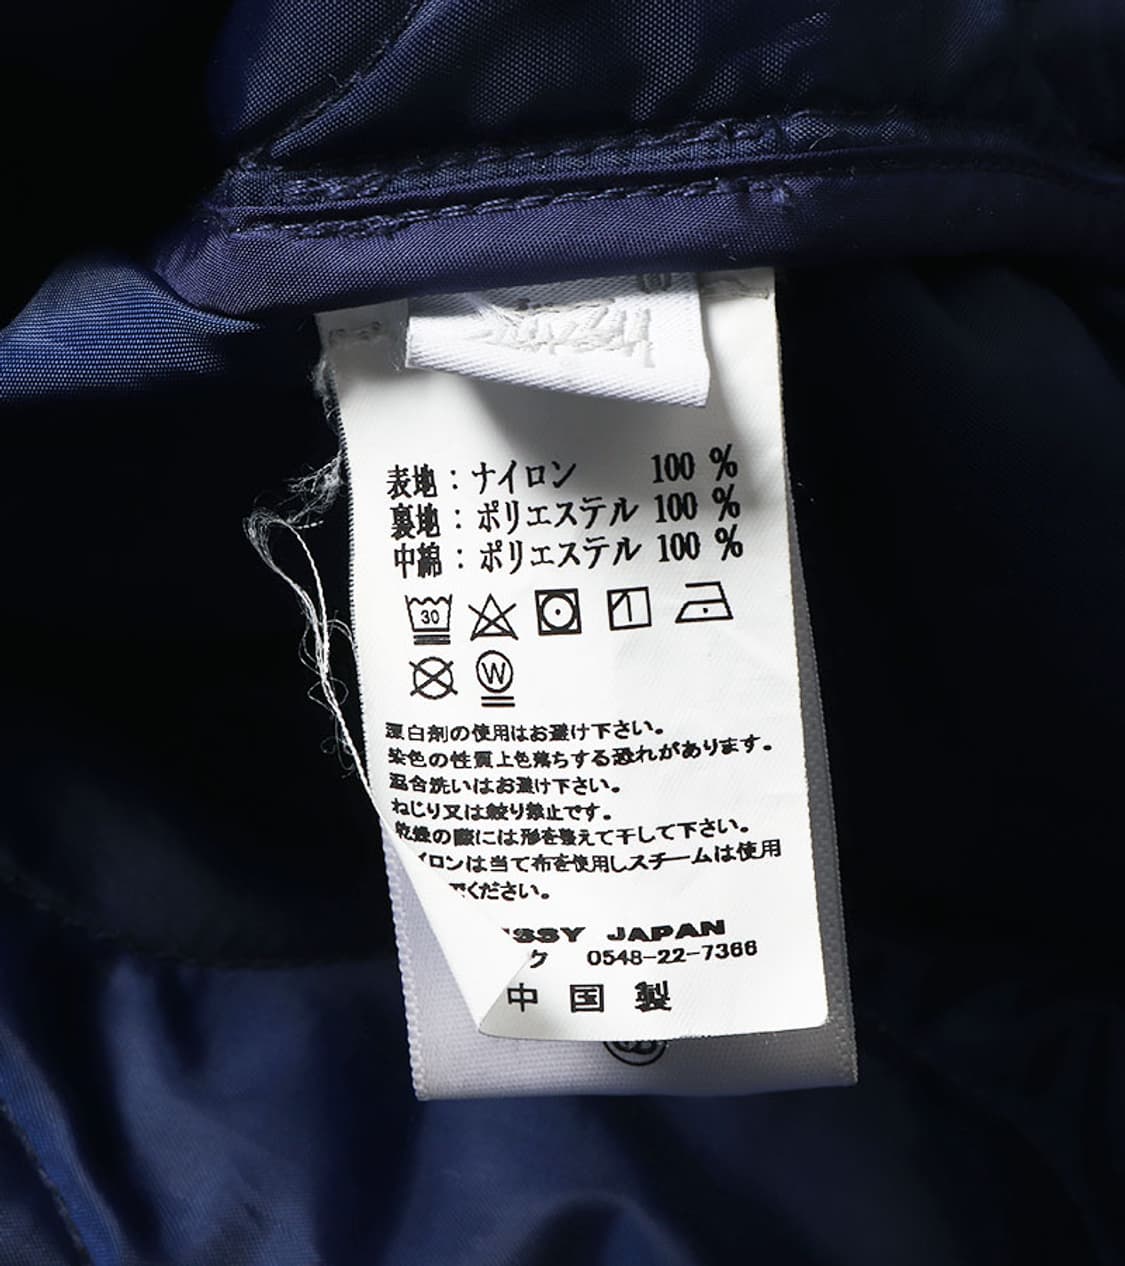 表地：ナイロン 100 %
裏地：ポリエステル 100 %
中綿：ポリエステル 100 %
30
W
漂白剤の使用はお避け下さい。
染色の性質上色落ちする恐れがあります。
混合洗いはお避け下さい。
ねじり又は絞り禁止です。
乾燥の際には形を整えて干して下さい。
イロンは当て布を使用しスチームは使用
ください。
SSY JAPAN
ク 0548-22-7366
中国製